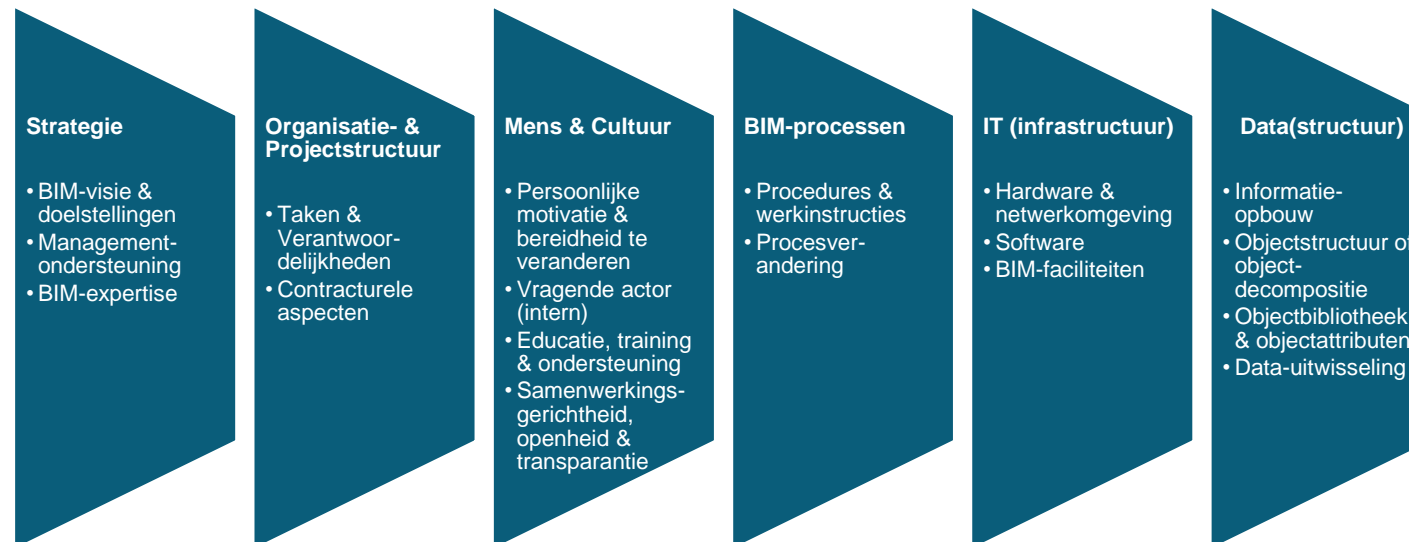 Strategie
• BIM-visie &
doelstellingen
• Management-
ondersteuning
• BIM-expertise
Organisatie- &
Projectstructuur
• Taken &
Verantwoor-
delijkheden
• Contracturele
aspecten
Mens & Cultuur
• Persoonlijke
motivatie &
bereidheid te
veranderen
• Vragende actor
(intern)
• Educatie, training
& ondersteuning
• Samenwerkings-
gerichtheid,
openheid &
transparantie
BIM-processen
• Procedures &
werkinstructies
• Procesver-
andering
IT (infrastructuur)
• Hardware &
netwerkomgeving
• Software
• BIM-faciliteiten
Data(structuur)
• Informatie-
opbouw
• Objectstructuur of
object-
decompositie
• Objectbibliotheek
& objectattributen
• Data-uitwisseling